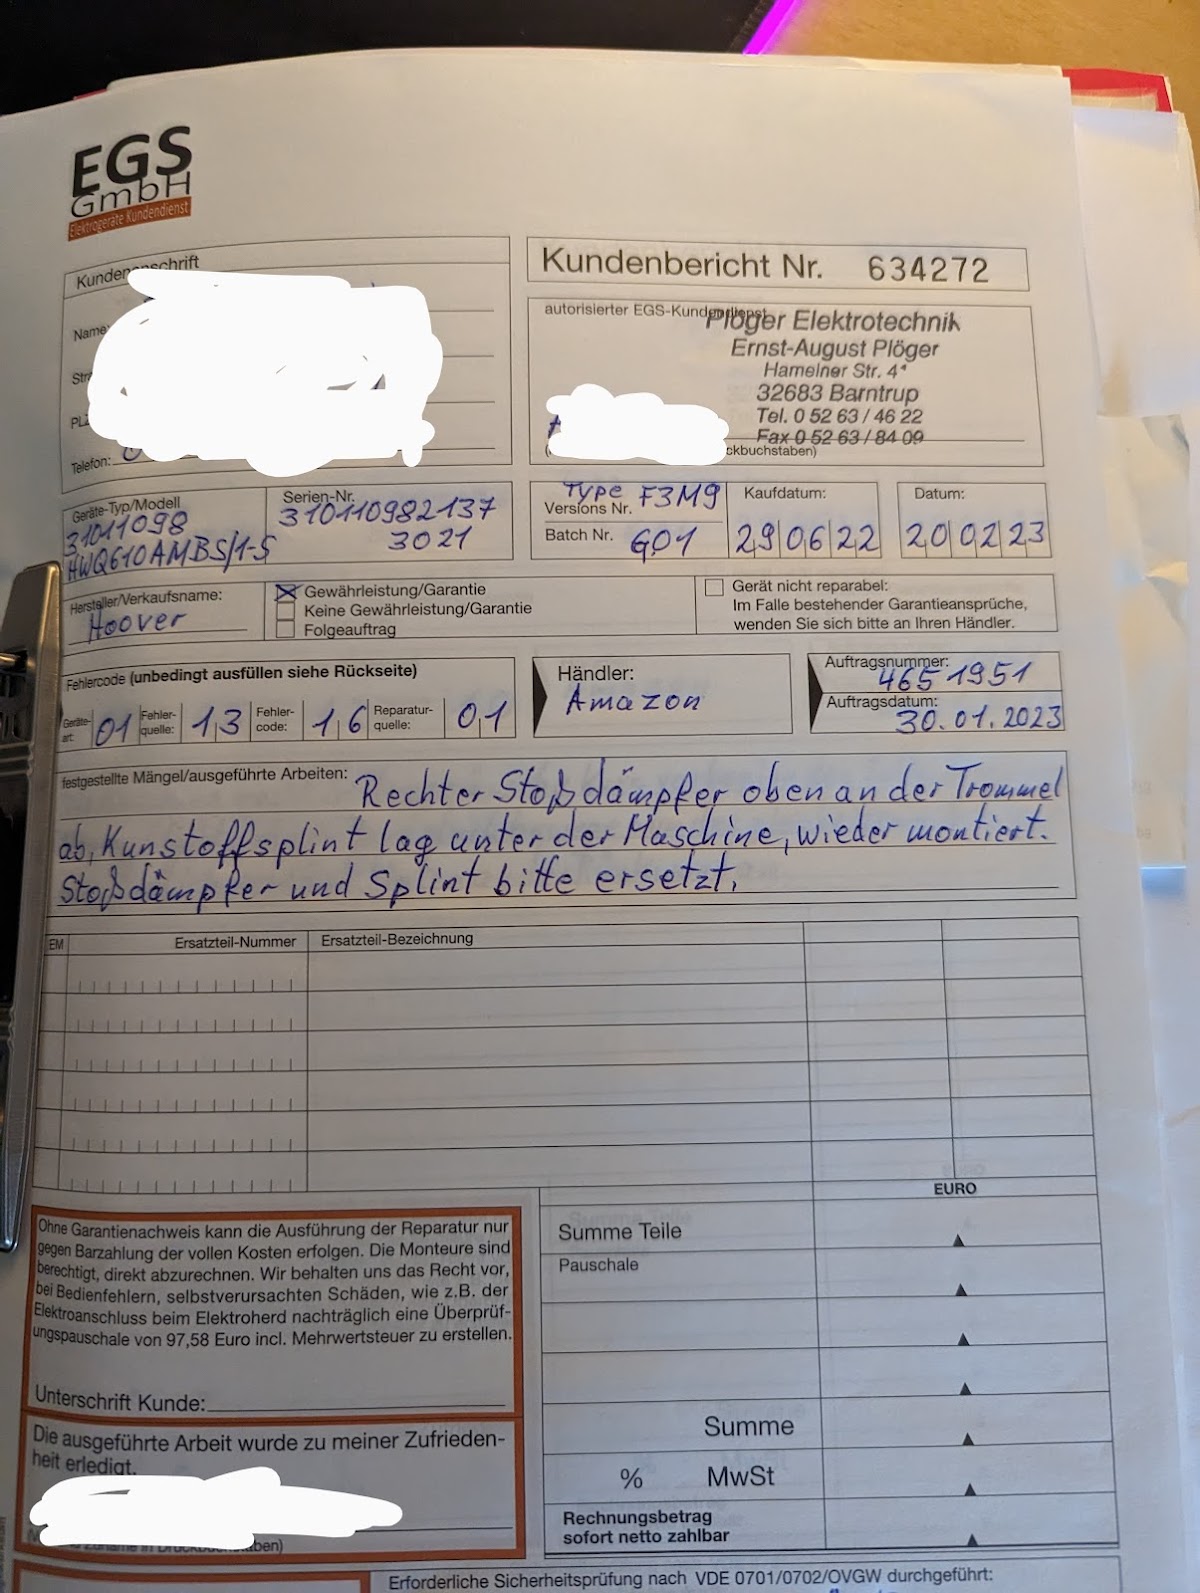 EGS
GmbH
Elektrogeräte Kundendienst
Kundenanschrift
Name:
PLZ
Telefon:
Kundenbericht Nr. 634272
autorisierter EGS-Kundendienst
Plöger Elektrotechnik
Ernst-August Plöger
Hamelner Str. 4
32683 Barntrup
Tel. 0 52 63 / 46 22
Fax 0 52 63 / 84 09
ckbuchstaben)
Geräte-Typ/Modell
31011098
HWQ610AMBS/1-S
Serien-Nr.
310110982137
3021
Type F3M9
Versions Nr.
Batch Nr. G01
Kaufdatum:
29 06 22
Datum:
20 02 23
Hersteller/Verkaufsname:
Hoover
Gewährleistung/Garantie
Keine Gewährleistung/Garantie
Folgeauftrag
Gerät nicht reparabel:
Im Falle bestehender Garantieansprüche,
wenden Sie sich bitte an Ihren Händler.
Fehlercode (unbedingt ausfüllen siehe Rückseite)
Geräte-art: 01 Fehler-quelle: 13 Fehler-code: 16 Reparatur-quelle: 01
Händler:
Amazon
Auftragsnummer:
4651951
Auftragsdatum:
30.01.2023
festgestellte Mängel/ausgeführte Arbeiten: Rechter Stoßdämpfer oben an der Trommel
ab, Kunstoffsplint lag unter der Maschine, wieder montiert.
Stoßdämpfer und Splint bitte ersetzt.
EM Ersatzteil-Nummer Ersatzteil-Bezeichnung
EURO
Ohne Garantienachweis kann die Ausführung der Reparatur nur
gegen Barzahlung der vollen Kosten erfolgen. Die Monteure sind
berechtigt, direkt abzurechnen. Wir behalten uns das Recht vor,
bei Bedienfehlern, selbstverursachten Schäden, wie z.B. der
Elektroanschluss beim Elektroherd nachträglich eine Überprüf-
ungspauschale von 97,58 Euro incl. Mehrwertsteuer zu erstellen.
Unterschrift Kunde:
Die ausgeführte Arbeit wurde zu meiner Zufrieden-
heit erledigt.
Summe Teile
Pauschale
Summe
% MwSt
Rechnungsbetrag
sofort netto zahlbar
Erforderliche Sicherheitsprüfung nach VDE 0701/0702/OVGW durchgeführt: